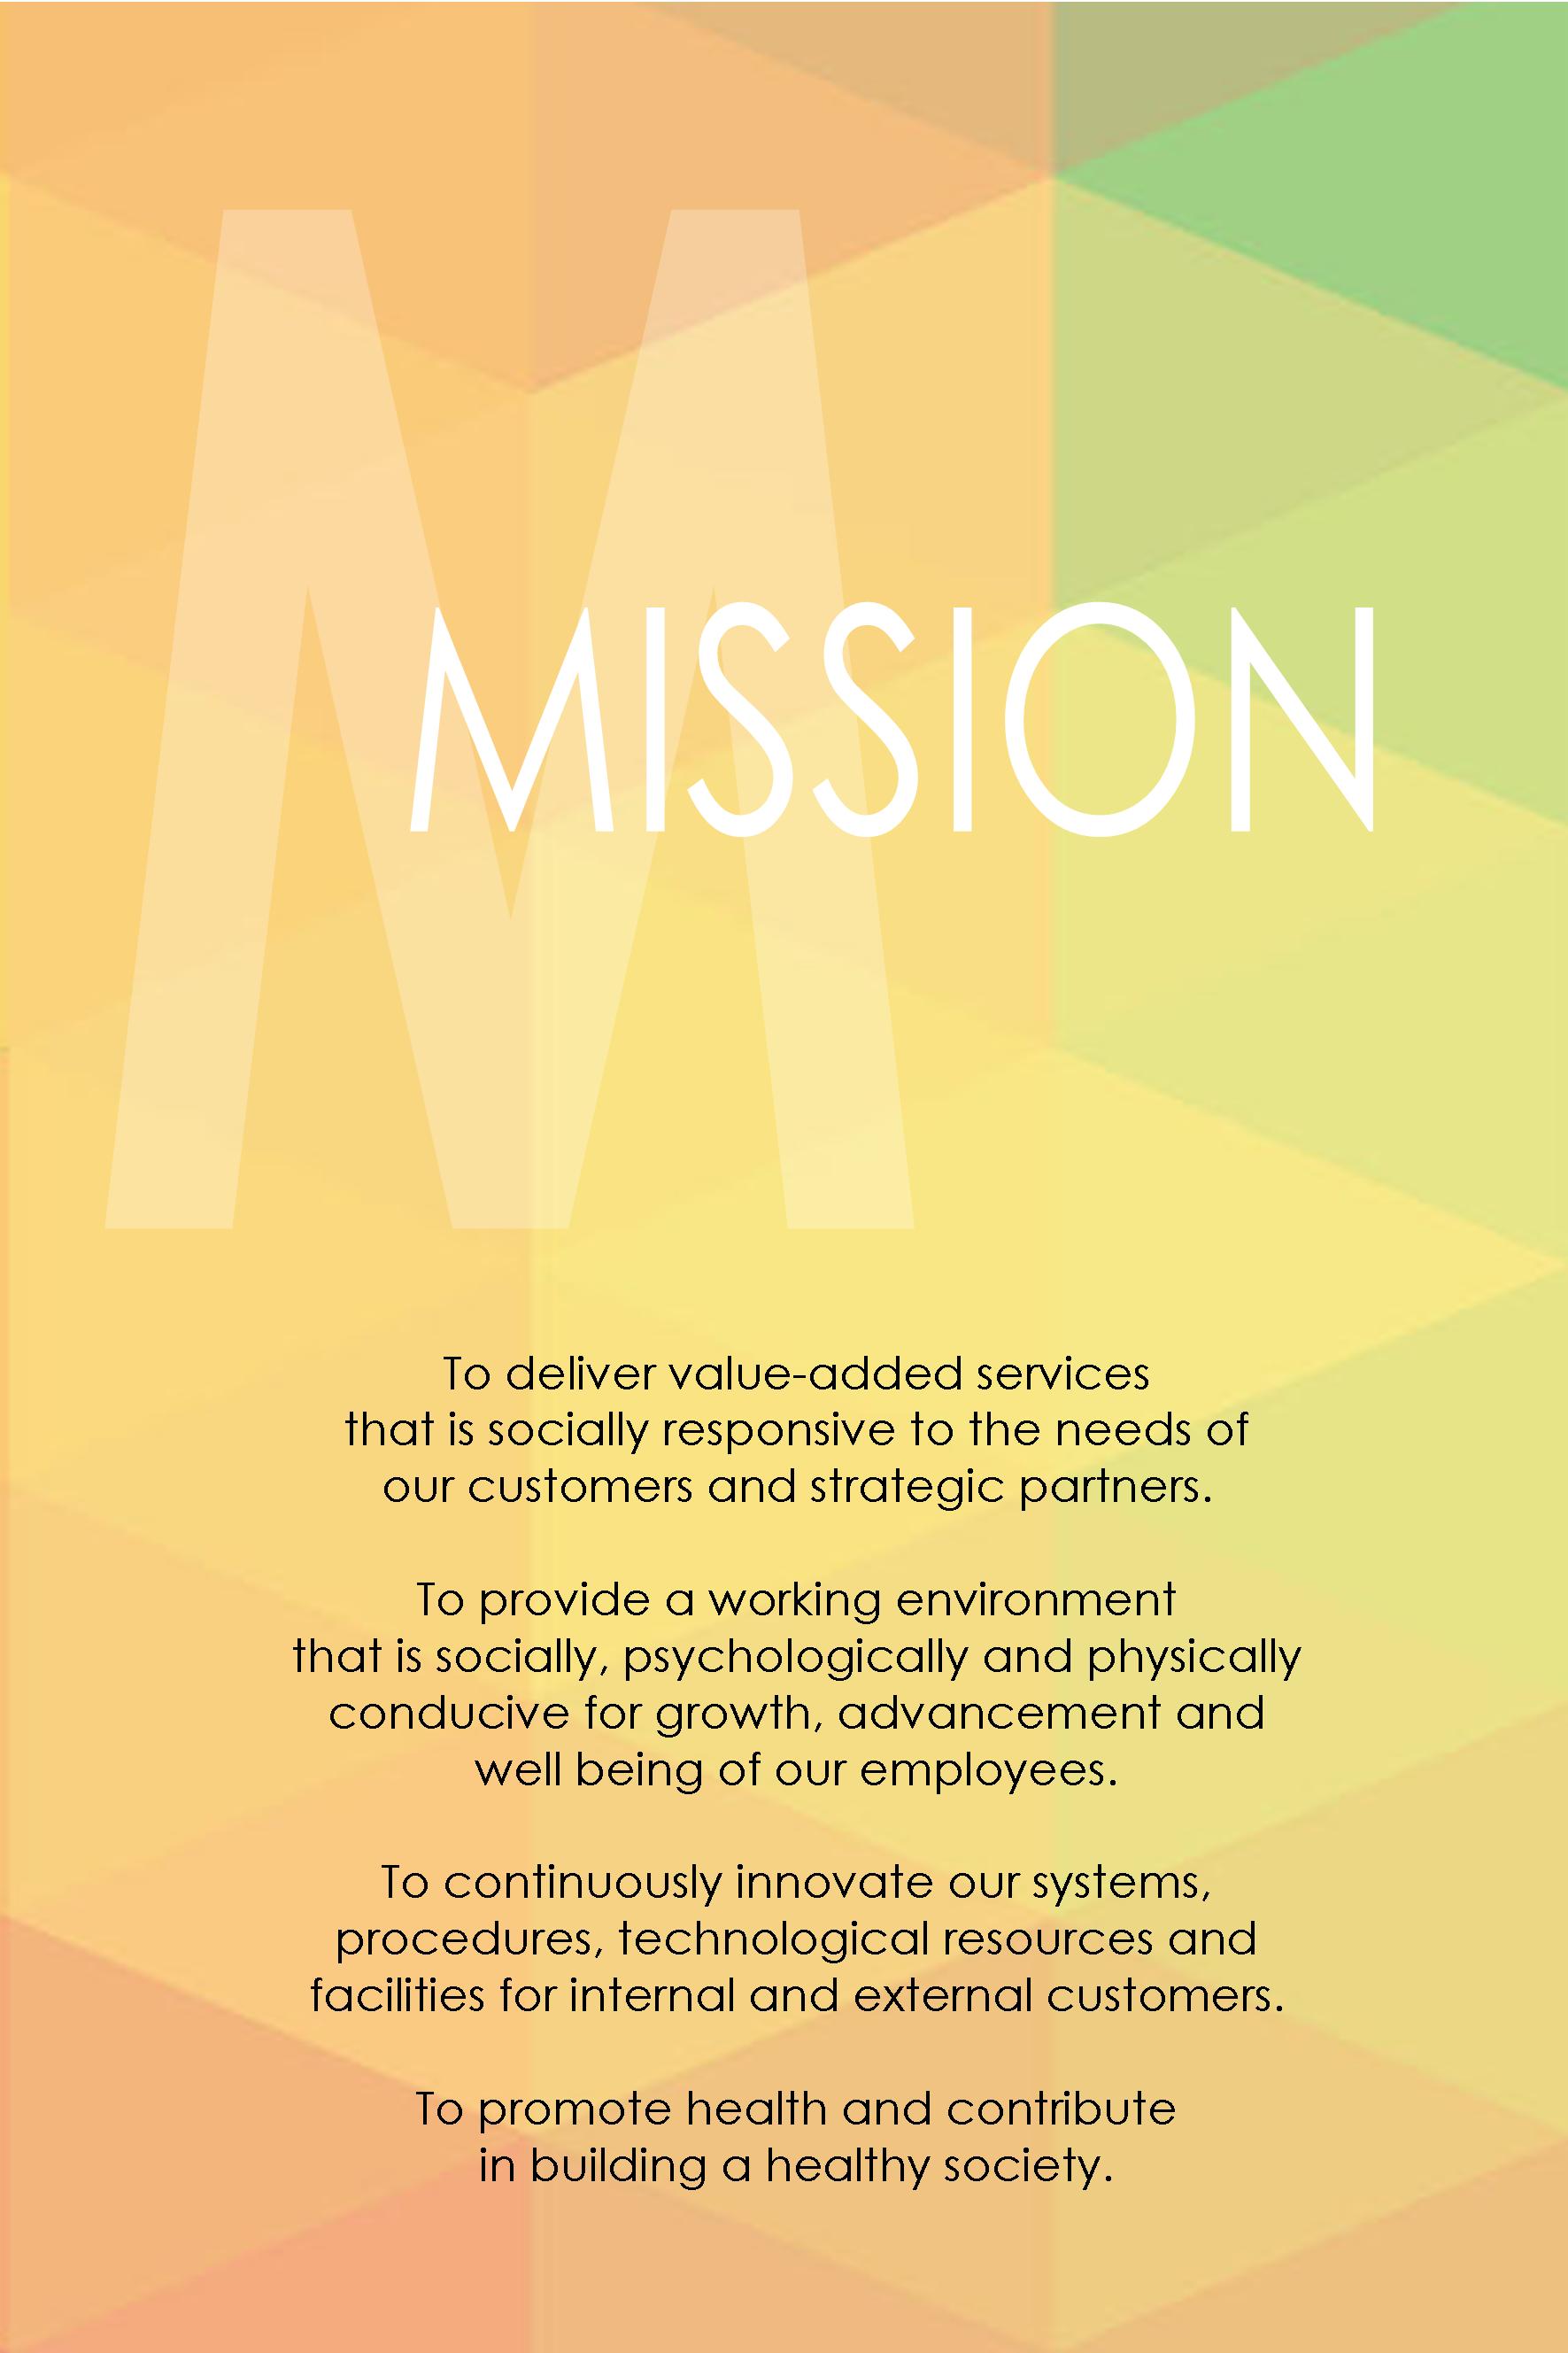 M
MISSION
To deliver value-added services
that is socially responsive to the needs of
our customers and strategic partners.
To provide a working environment
that is socially, psychologically and physically
conducive for growth, advancement and
well being of our employees.
To continuously innovate our systems,
procedures, technological resources and
facilities for internal and external customers.
To promote health and contribute
in building a healthy society.